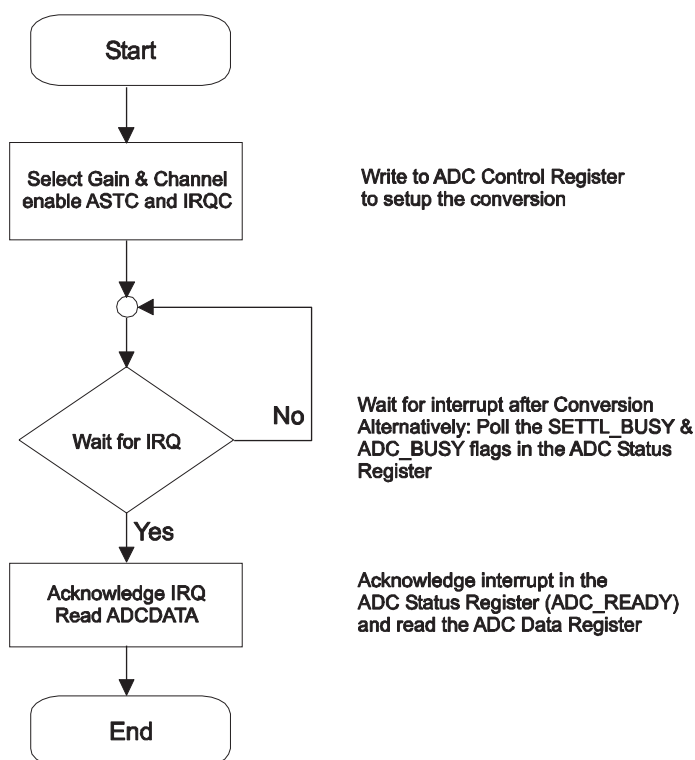 Start
Select Gain & Channel
enable ASTC and IRQC
Write to ADC Control Register
to setup the conversion
No
Wait for IRQ
Wait for interrupt after Conversion
Alternatively: Poll the SETTL_BUSY &
ADC_BUSY flags in the ADC Status
Register
Yes
Acknowledge IRQ
Read ADCDATA
Acknowledge interrupt in the
ADC Status Register (ADC_READY)
and read the ADC Data Register
End